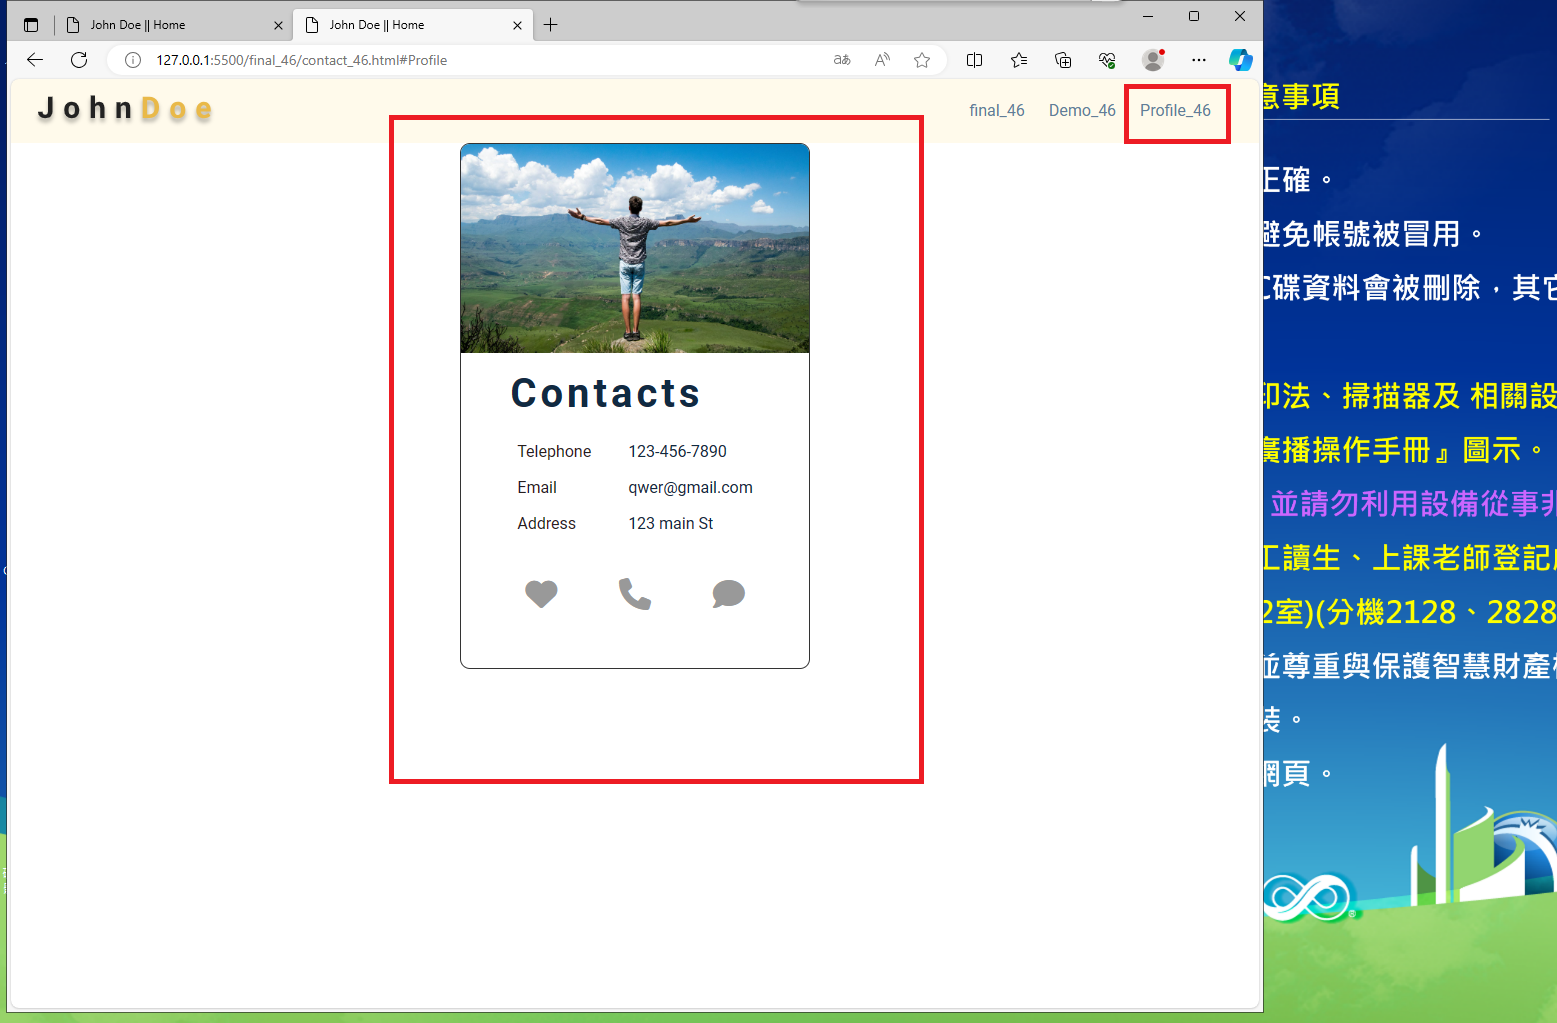 John Doe || Home
John Doe || Home
127.0.0.1:5500/final_46/contact_46.html#Profile
JohnDoe
final_46
Demo_46
Profile_46
Contacts
Telephone 123-456-7890
Email qwer@gmail.com
Address 123 main St
意事項
正確。
避免帳號被冒用。
C碟資料會被刪除，其它
印法、掃描器及 相關設
廣播操作手冊』圖示。
並請勿利用設備從事非
工讀生、上課老師登記
2室)(分機2128、2828
並尊重與保護智慧財產
裝。
網頁。